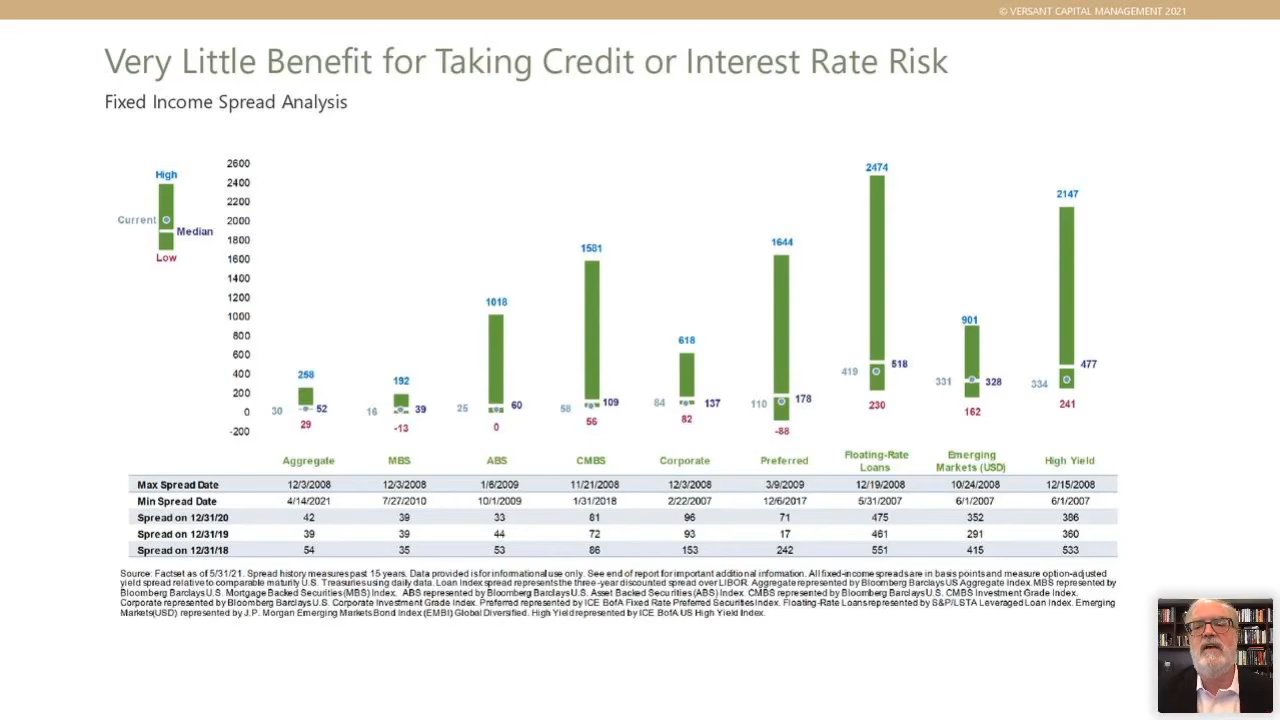 © VERSANT CAPITAL MANAGEMENT 2021
Very Little Benefit for Taking Credit or Interest Rate Risk
Fixed Income Spread Analysis
High
Current
Median
Low
2600
2400
2200
2000
1800
1600
1400
1200
1000
800
600
400
200
0
-200
268
30 52
29
192
16 39
-13
1018
25 60
0
1581
58 109
56
618
84 137
82
1644
110 178
-88
2474
419 518
230
901
331 328
162
2147
334 477
241
Aggregate MBS ABS CMBS Corporate Preferred Floating-Rate Loans Emerging Markets (USD) High Yield
Max Spread Date 12/3/2008 12/3/2008 1/6/2009 11/21/2008 12/3/2008 3/9/2009 12/19/2008 10/24/2008 12/15/2008
Min Spread Date 4/14/2021 7/27/2010 10/1/2009 1/31/2018 2/22/2007 12/6/2017 5/31/2007 6/1/2007 6/1/2007
Spread on 12/31/20 42 39 33 81 96 71 475 352 386
Spread on 12/31/19 39 39 44 72 93 17 461 291 360
Spread on 12/31/18 54 35 53 86 153 242 551 415 533
Source: Factset as of 5/31/21. Spread history measures past 15 years. Data provided is for informational use only. See end of report for important additional information. All fixed-income spreads are in basis points and measure option-adjusted
yield spread relative to comparable maturity U.S. Treasuries using daily data. Loan Index spread represents the three-year discounted spread over LIBOR. Aggregate represented by Bloomberg Barclays US Aggregate Index. MBS represented by
Bloomberg Barclays U.S. Mortgage Backed Securities (MBS) Index. ABS represented by Bloomberg Barclays U.S. Asset Backed Securities (ABS) Index. CMBS represented by Bloomberg Barclays U.S. CMBS Investment Grade Index.
Corporate represented by Bloomberg Barclays U.S. Corporate Investment Grade Index. Preferred represented by ICE BofA Fixed Rate Preferred Securities Index. Floating-Rate Loans represented by S&P/LSTA Leveraged Loan Index. Emerging
Markets(USD) represented by J.P. Morgan Emerging Markets Bond Index (EMBI) Global Diversified. High Yield represented by ICE BofA US High Yield Index.